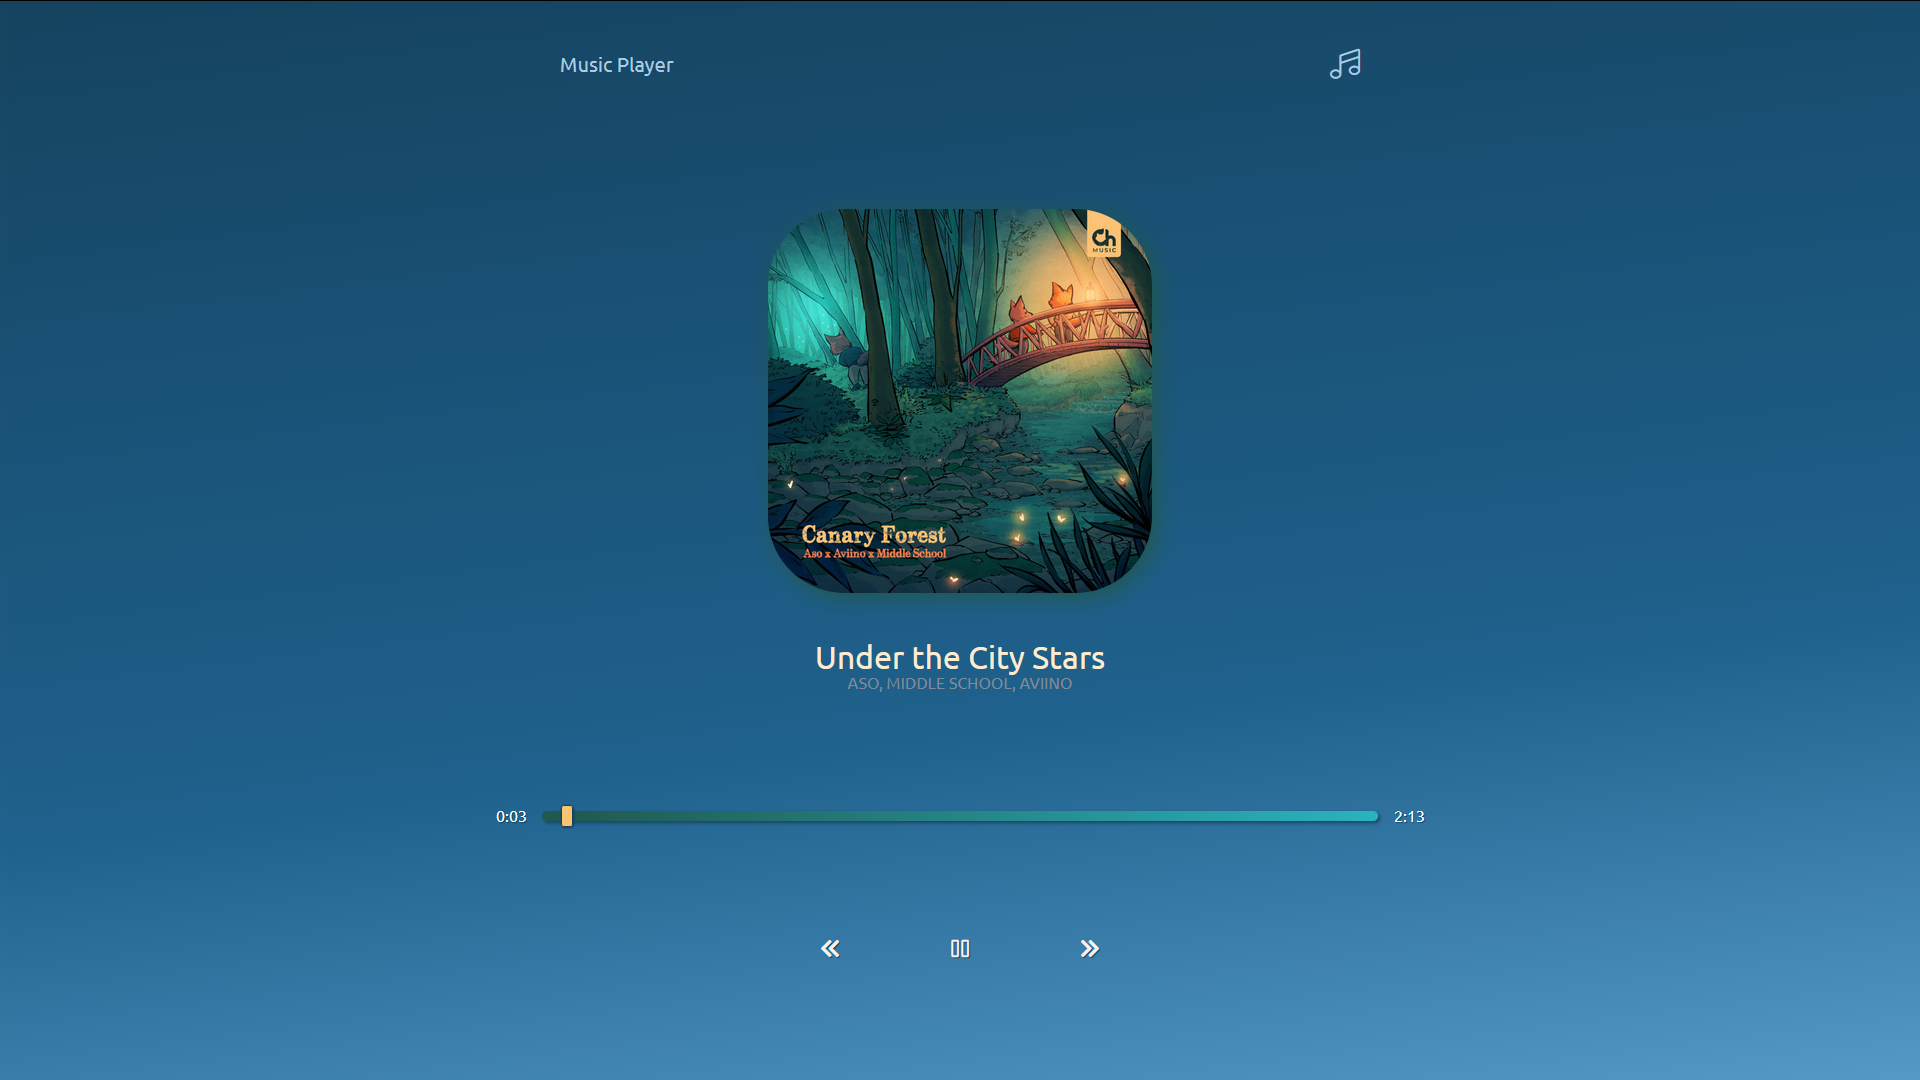 Music Player
Ch
MUSIC
Canary Forest
Aso x Aviino x Middle School
Under the City Stars
ASO, MIDDLE SCHOOL, AVIINO
0:03
2:13